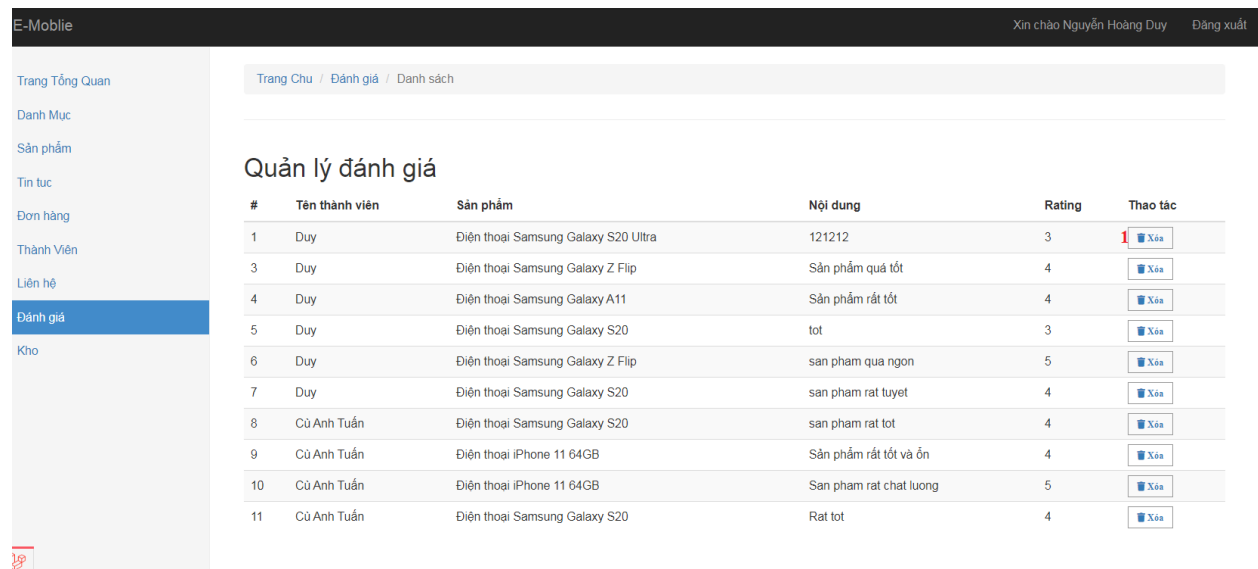 E-Moblie
Xin chào Nguyễn Hoàng Duy Đăng xuất
Trang Tổng Quan
Danh Mục
Sản phẩm
Tin tuc
Đơn hàng
Thành Viên
Liên hệ
Đánh giá
Kho
Trang Chu / Đánh giá / Danh sách
Quản lý đánh giá
# Tên thành viên Sản phẩm Nội dung Rating Thao tác
1 Duy Điện thoại Samsung Galaxy S20 Ultra 121212 3 1 Xóa
3 Duy Điện thoại Samsung Galaxy Z Flip Sản phẩm quá tốt 4 Xóa
4 Duy Điện thoại Samsung Galaxy A11 Sản phẩm rất tốt 4 Xóa
5 Duy Điện thoại Samsung Galaxy S20 tot 3 Xóa
6 Duy Điện thoại Samsung Galaxy Z Flip san pham qua ngon 5 Xóa
7 Duy Điện thoại Samsung Galaxy S20 san pham rat tuyet 4 Xóa
8 Cù Anh Tuấn Điện thoại Samsung Galaxy S20 san pham rat tot 4 Xóa
9 Cù Anh Tuấn Điện thoại iPhone 11 64GB Sản phẩm rất tốt và ổn 4 Xóa
10 Cù Anh Tuấn Điện thoại iPhone 11 64GB San pham rat chat luong 5 Xóa
11 Cù Anh Tuấn Điện thoại Samsung Galaxy S20 Rat tot 4 Xóa